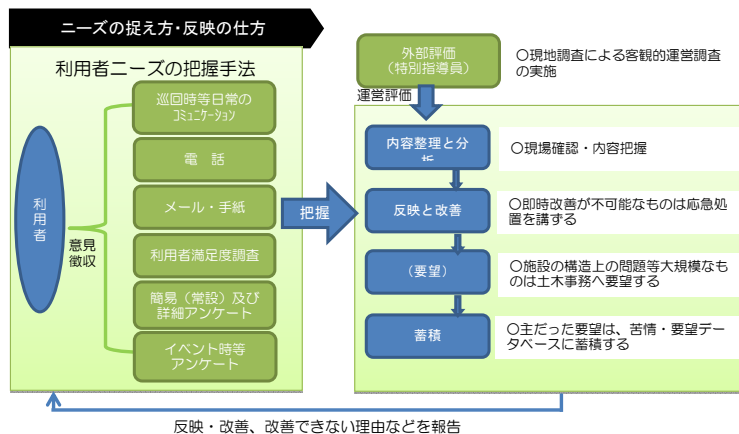 ニーズの捉え方･反映の仕方
利用者ニーズの把握手法
利用者
意見
徴収
巡回時等日常の
ｺﾐｭﾆｹｰｼｮﾝ
電　話
メール・手紙
利用者満足度調査
簡易（常設）及び
詳細アンケート
イベント時等
アンケート
把握
外部評価
（特別指導員）
○現地調査による客観的運営調査
の実施
運営評価
内容整理と分
析
○現場確認・内容把握
反映と改善
○即時改善が不可能なものは応急処
置を講ずる
（要望）
○施設の構造上の問題等大規模なも
のは土木事務へ要望する
蓄積
○主だった要望は、苦情・要望デー
タベースに蓄積する
反映・改善、改善できない理由などを報告